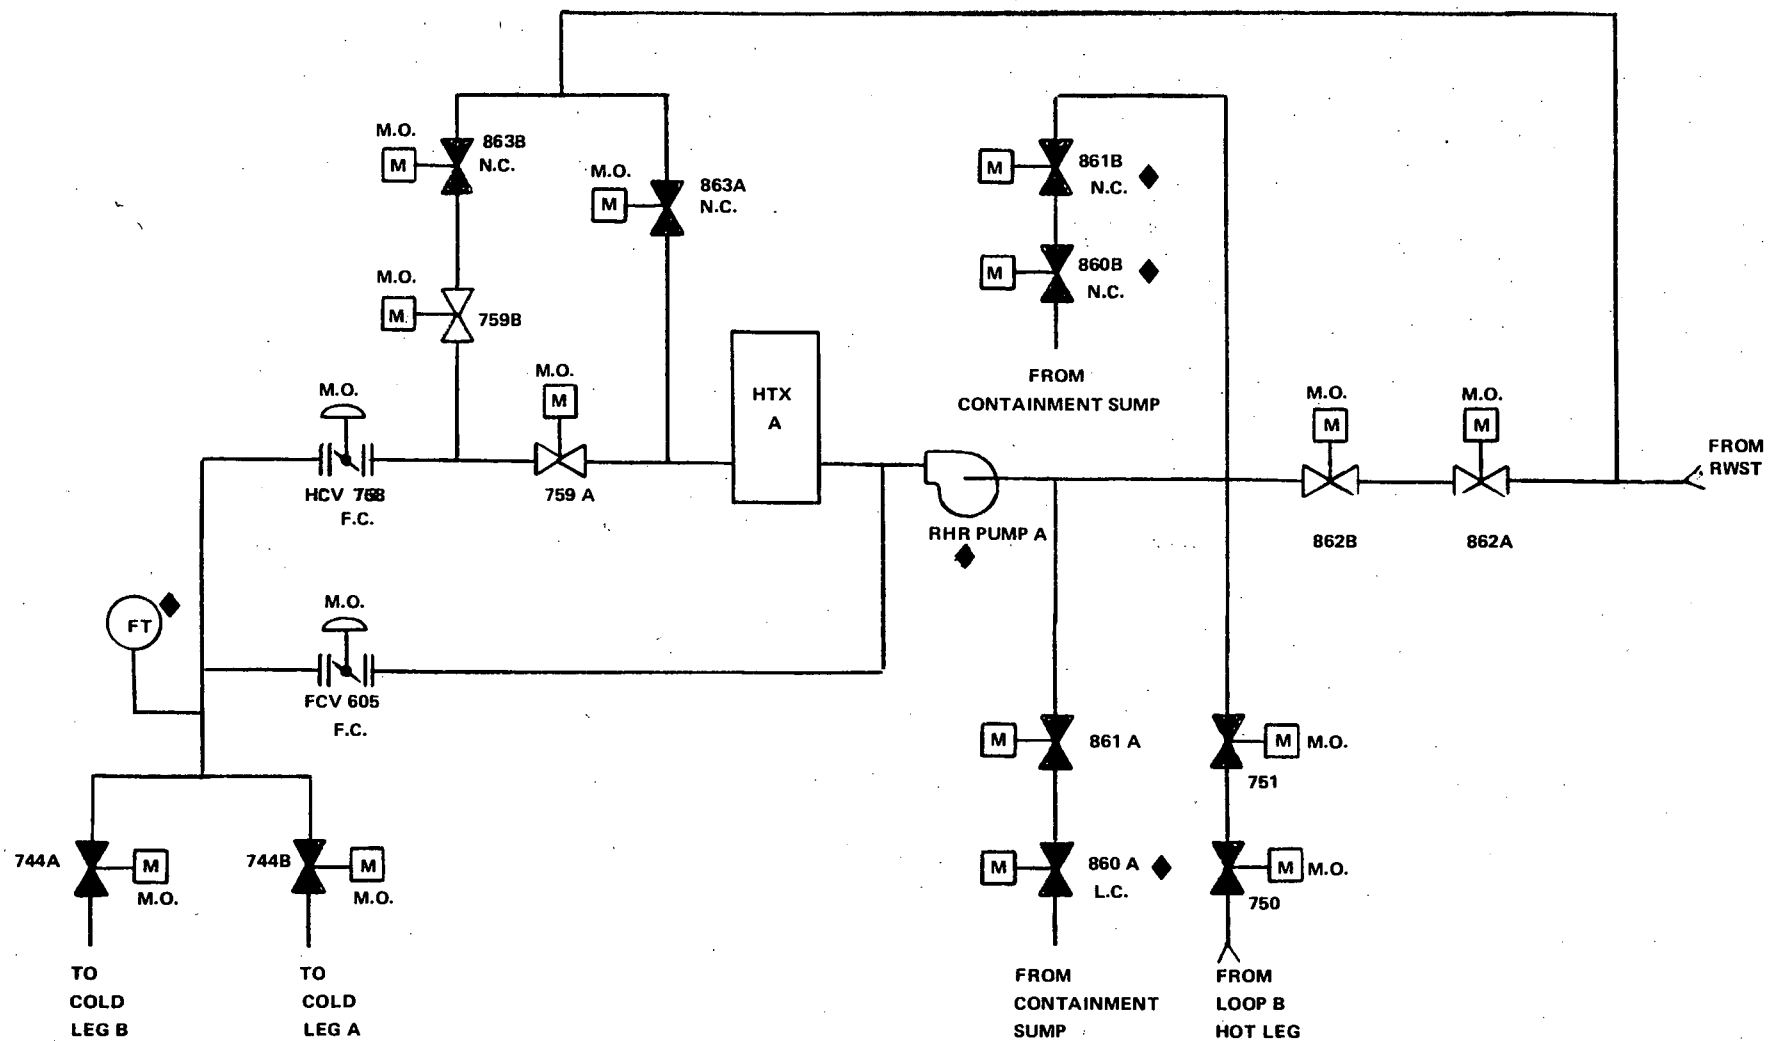 M.O.
M
863B
N.C.
M.O.
M
863A
N.C.
M
861B
N.C.
M.O.
M
759B
M
860B
N.C.
FROM
CONTAINMENT SUMP
M.O.
HCV
F.C.
M.O.
M
759 A
HTX
A
RHR PUMP A
M.O.
M
862B
M.O.
M
862A
FROM
RWST
FT
M.O.
FCV 605
F.C.
M
861 A
M
M.O.
751
744A
M
M.O.
744B
M
M.O.
M
860 A
L.C.
M
M.O.
750
TO
COLD
LEG B
TO
COLD
LEG A
FROM
CONTAINMENT
SUMP
FROM
LOOP B
HOT LEG